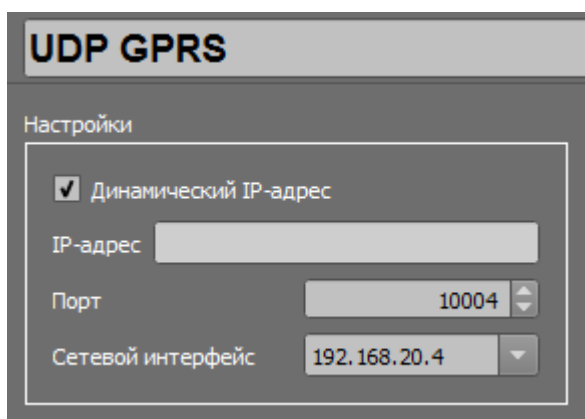 UDP GPRS
Настройки
Динамический IP-адрес
IP-адрес
Порт 10004
Сетевой интерфейс 192.168.20.4